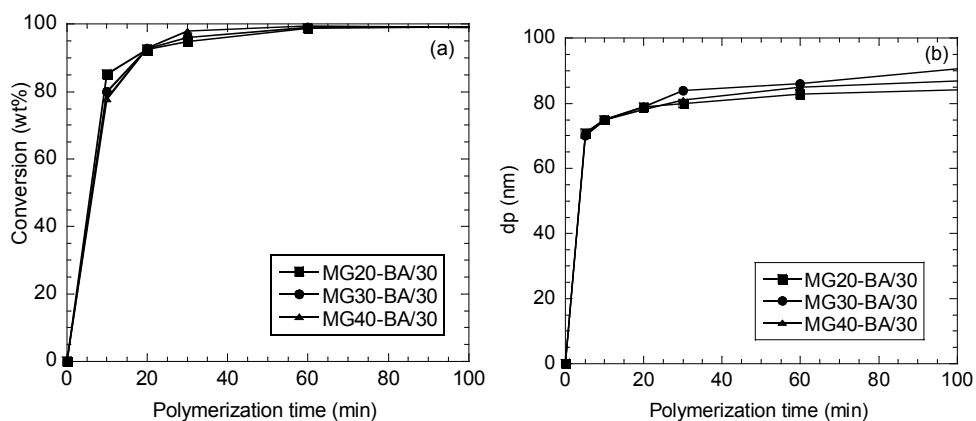 100
80
60
40
20
0
Conversion (wt%)
(a)
MG20-BA/30
MG30-BA/30
MG40-BA/30
0 20 40 60 80 100
Polymerization time (min)
100
80
60
40
20
0
dp (nm)
(b)
MG20-BA/30
MG30-BA/30
MG40-BA/30
0 20 40 60 80 100
Polymerization time (min)